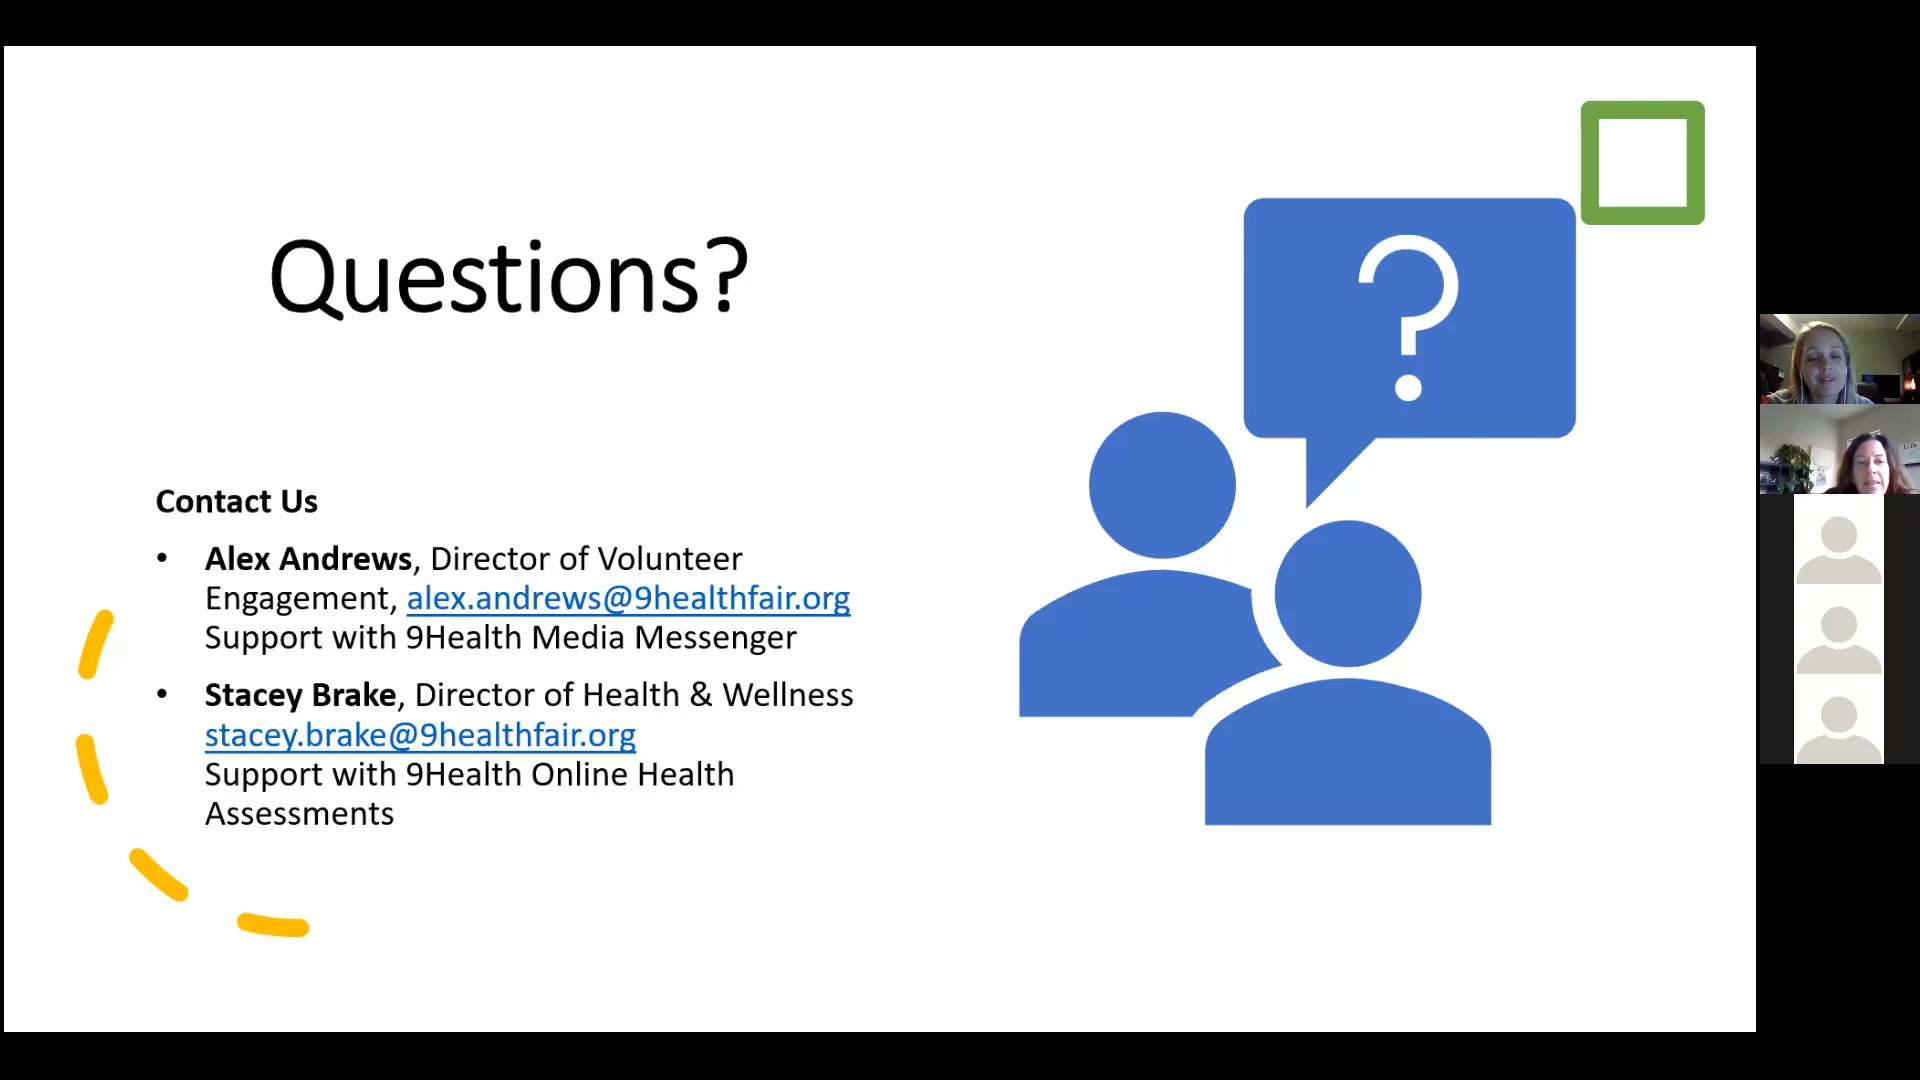 Questions?
?
Contact Us
• Alex Andrews, Director of Volunteer
Engagement, alex.andrews@9healthfair.org
Support with 9Health Media Messenger
• Stacey Brake, Director of Health & Wellness
stacey.brake@9healthfair.org
Support with 9Health Online Health
Assessments